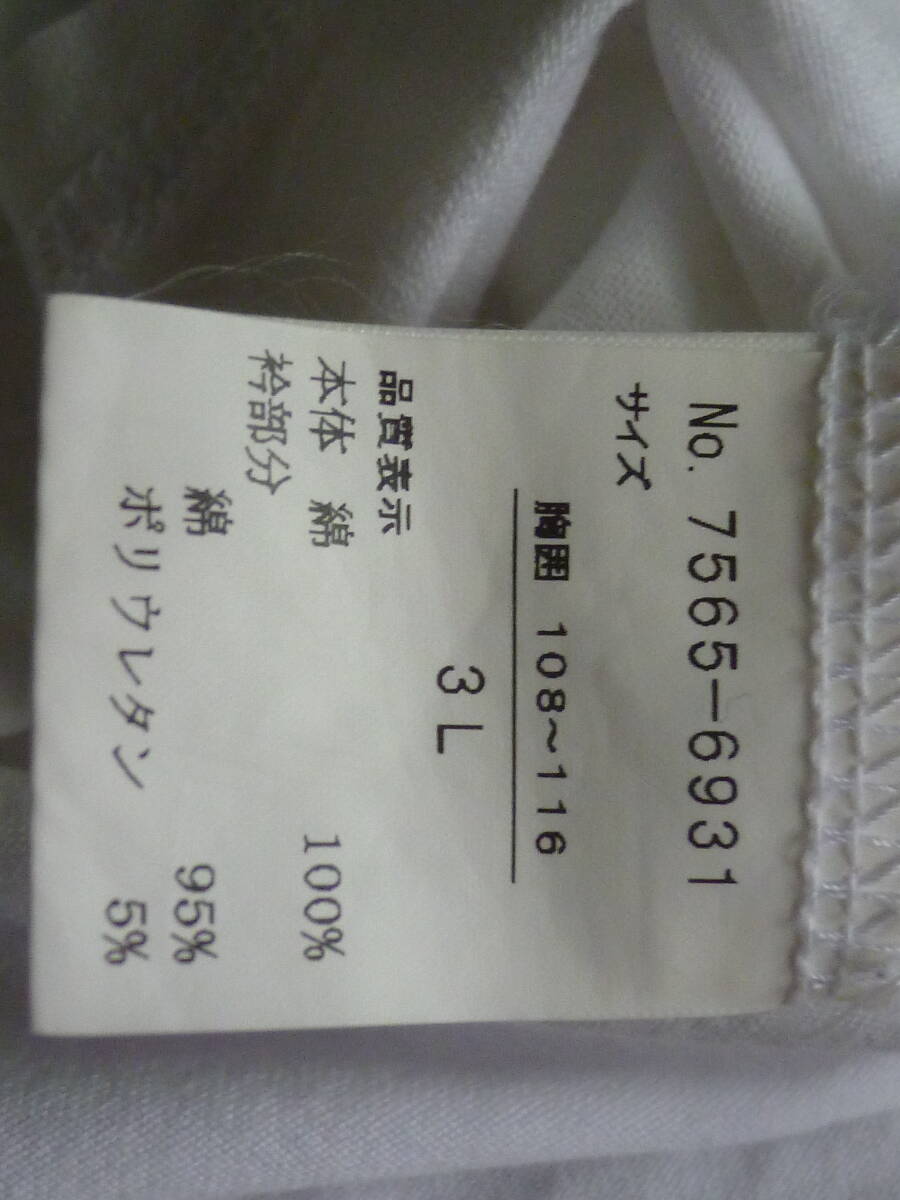 No. 7565-6931
サイズ
胸囲 108~116
3L
品質表示
本体 綿 100%
衿部分
綿 95%
ポリウレタン 5%